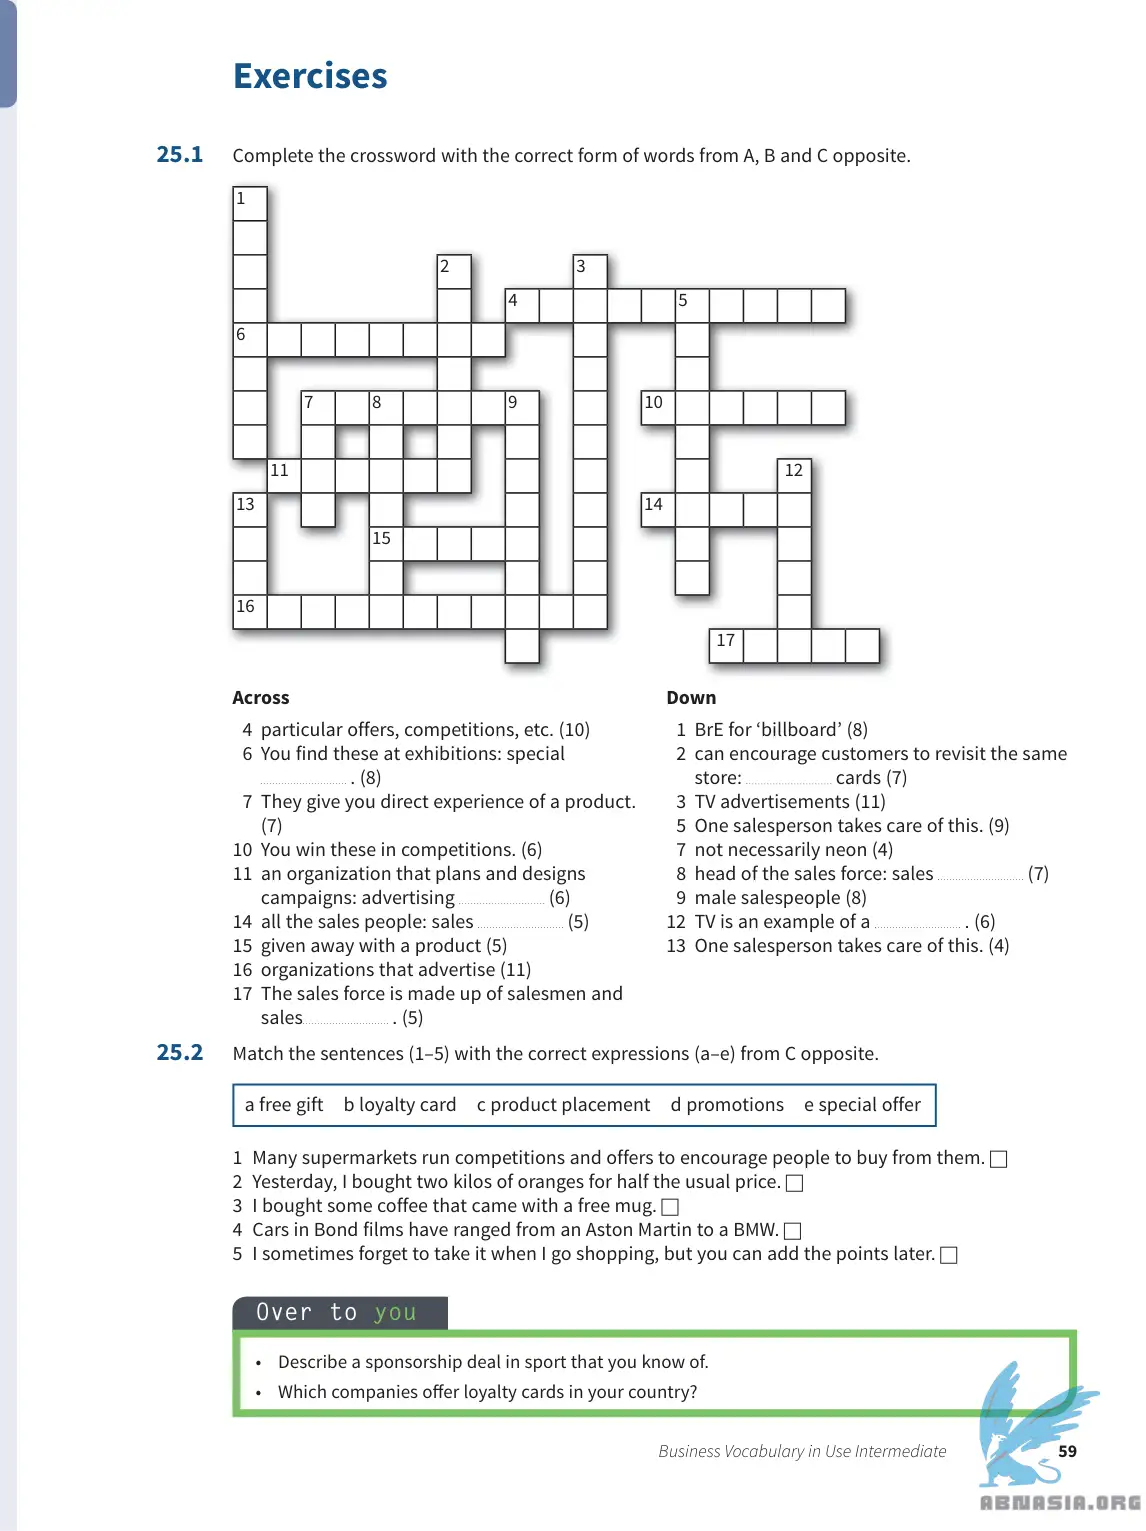 Exercises
25.1 Complete the crossword with the correct form of words from A, B and C opposite.
1
2 3
4 5
6
7 8 9 10
11 12
13 14
15
16
17
Across
4 particular offers, competitions, etc. (10)
6 You find these at exhibitions: special
.............................. . (8)
7 They give you direct experience of a product.
(7)
10 You win these in competitions. (6)
11 an organization that plans and designs
campaigns: advertising .............................. (6)
14 all the sales people: sales .............................. (5)
15 given away with a product (5)
16 organizations that advertise (11)
17 The sales force is made up of salesmen and
sales.............................. . (5)
Down
1 BrE for ‘billboard’ (8)
2 can encourage customers to revisit the same
store: .............................. cards (7)
3 TV advertisements (11)
5 One salesperson takes care of this. (9)
7 not necessarily neon (4)
8 head of the sales force: sales .............................. (7)
9 male salespeople (8)
12 TV is an example of a .............................. . (6)
13 One salesperson takes care of this. (4)
25.2 Match the sentences (1–5) with the correct expressions (a–e) from C opposite.
a free gift b loyalty card c product placement d promotions e special offer
1 Many supermarkets run competitions and offers to encourage people to buy from them.
2 Yesterday, I bought two kilos of oranges for half the usual price.
3 I bought some coffee that came with a free mug.
4 Cars in Bond films have ranged from an Aston Martin to a BMW.
5 I sometimes forget to take it when I go shopping, but you can add the points later.
Over to you
• Describe a sponsorship deal in sport that you know of.
• Which companies offer loyalty cards in your country?
Business Vocabulary in Use Intermediate 59
ABNASIA.ORG